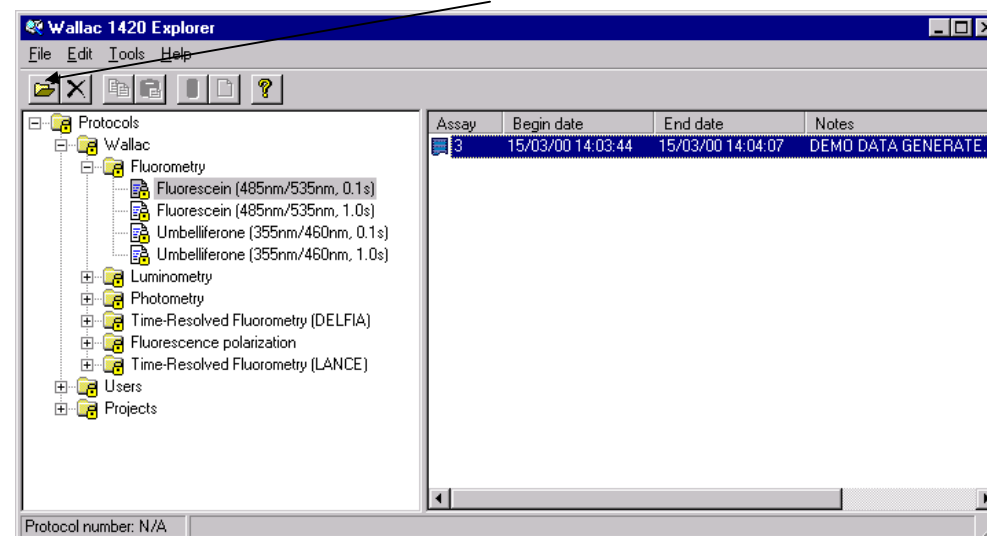 Wallac 1420 Explorer
File Edit Tools Help
Protocols
Wallac
Fluorometry
Fluorescein (485nm/535nm, 0.1s)
Fluorescein (485nm/535nm, 1.0s)
Umbelliferone (355nm/460nm, 0.1s)
Umbelliferone (355nm/460nm, 1.0s)
Luminometry
Photometry
Time-Resolved Fluorometry (DELFIA)
Fluorescence polarization
Time-Resolved Fluorometry (LANCE)
Users
Projects
Assay Begin date End date Notes
3 15/03/00 14:03:44 15/03/00 14:04:07 DEMO DATA GENERATE.
Protocol number: N/A